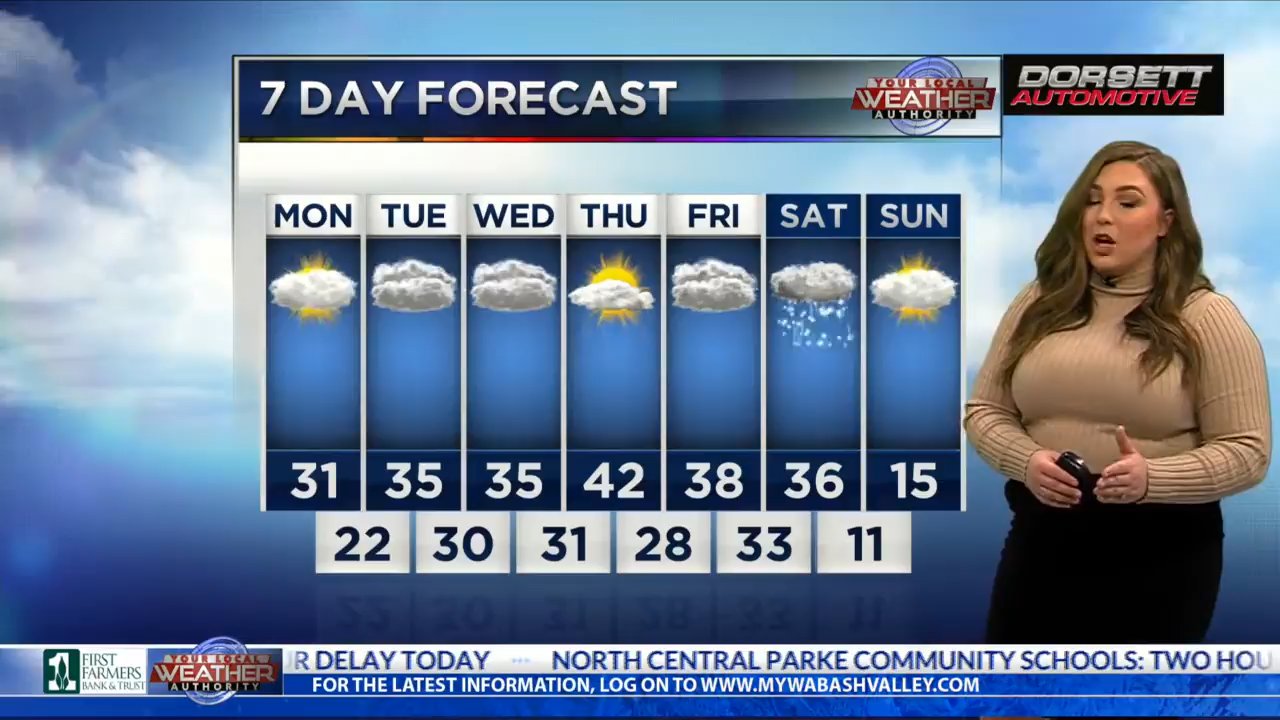 7 DAY FORECAST
YOUR LOCAL
WEATHER
AUTHORITY
DORSETT
AUTOMOTIVE
MON TUE WED THU FRI SAT SUN
31 35 35 42 38 36 15
22 30 31 28 33 11
1 FIRST
FARMERS
BANK & TRUST
YOUR LOCAL
WEATHER
AUTHORITY
R DELAY TODAY ... NORTH CENTRAL PARKE COMMUNITY SCHOOLS: TWO HOU
FOR THE LATEST INFORMATION, LOG ON TO WWW.MYWABASHVALLEY.COM